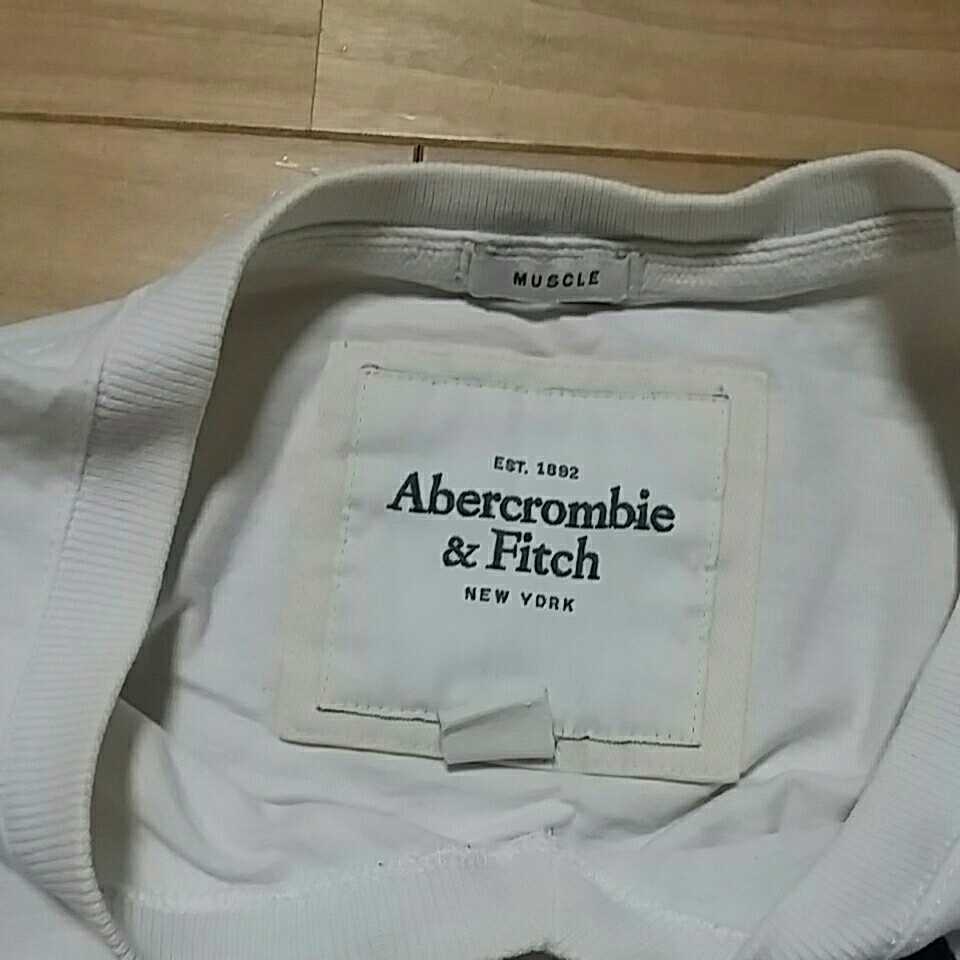 MUSCLE
EST. 1892
Abercrombie
& Fitch
NEW YORK